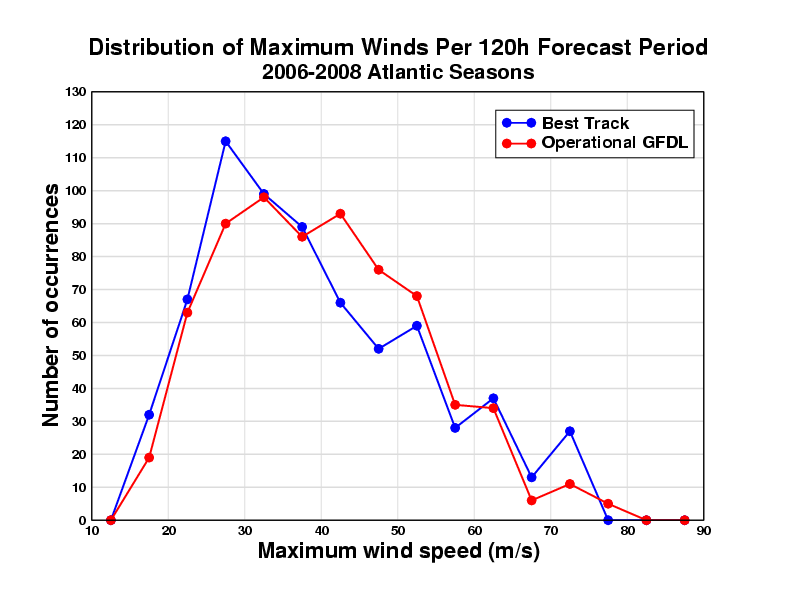 Distribution of Maximum Winds Per 120h Forecast Period
2006-2008 Atlantic Seasons
Best Track
Operational GFDL
Number of occurrences
130
120
110
100
90
80
70
60
50
40
30
20
10
0
10 20 30 40 50 60 70 80 90
Maximum wind speed (m/s)